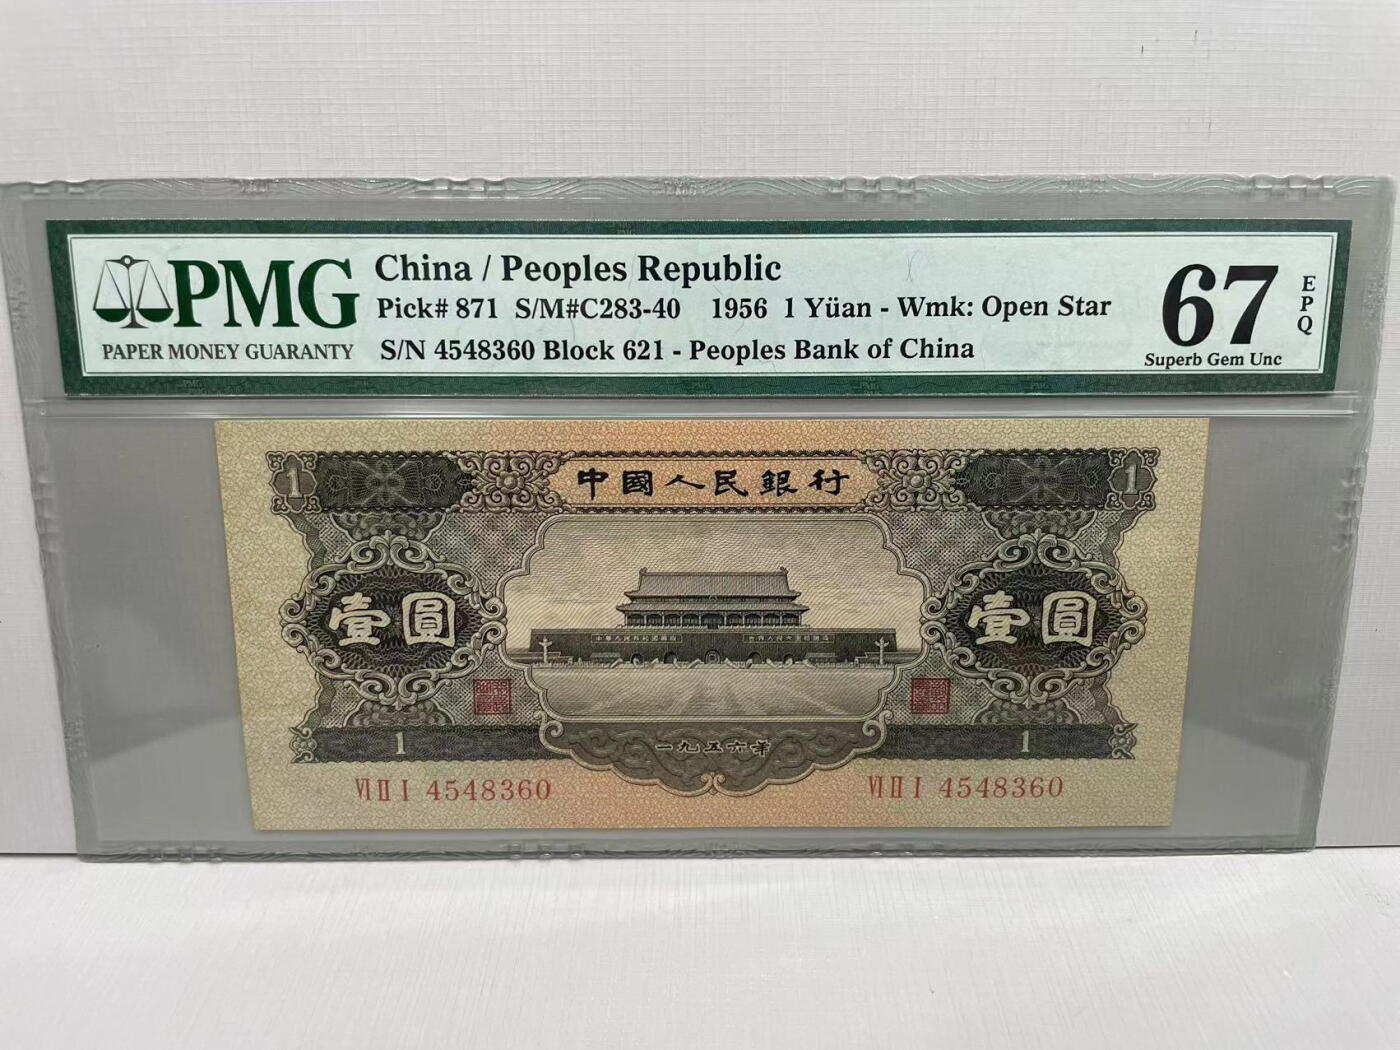 PMG
PAPER MONEY GUARANTY
China / Peoples Republic
Pick# 871 S/M#C283-40 1956 1 Yüan - Wmk: Open Star
S/N 4548360 Block 621 - Peoples Bank of China
67
EPQ
Superb Gem Unc
1 中國人民銀行 1
壹圓 壹圓
一九五六年
1 1
VI II I 4548360 VI II I 4548360